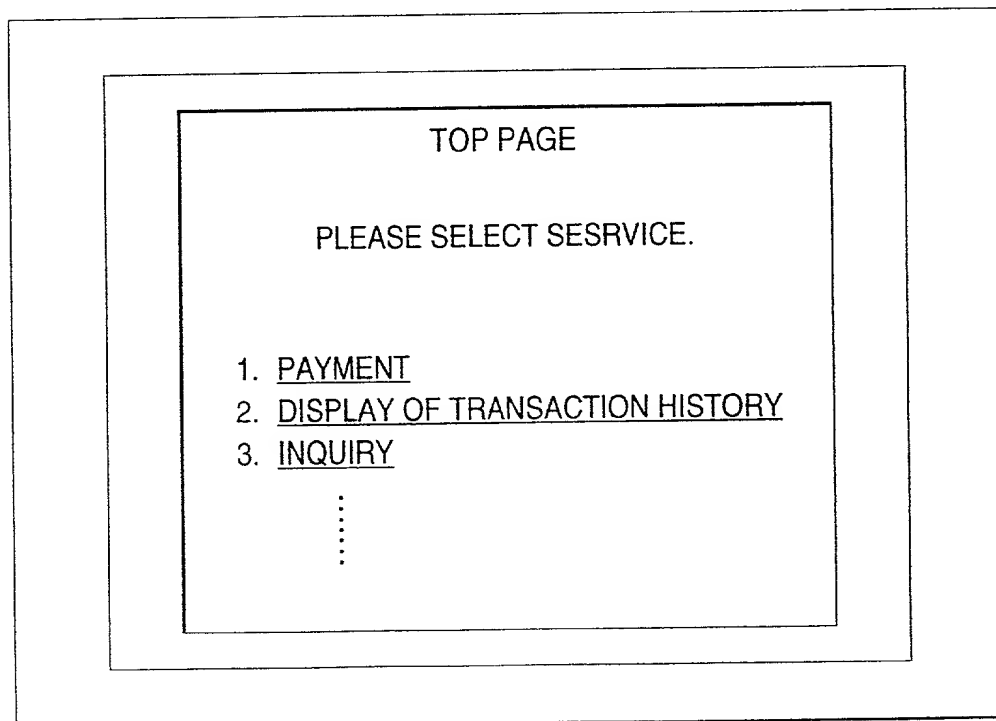 TOP PAGE
PLEASE SELECT SESRVICE.
1. PAYMENT
2. DISPLAY OF TRANSACTION HISTORY
3. INQUIRY